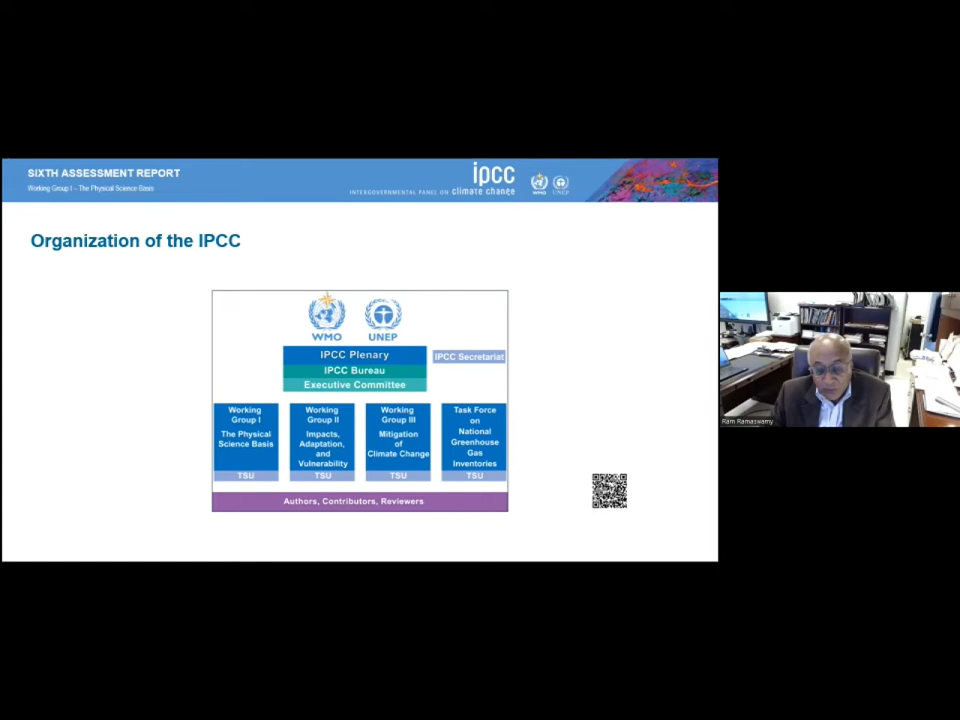 SIXTH ASSESSMENT REPORT
Working Group I – The Physical Science Basis
ipcc
INTERGOVERNMENTAL PANEL ON climate change
WMO
UNEP
Organization of the IPCC
WMO
UNEP
IPCC Plenary
IPCC Secretariat
IPCC Bureau
Executive Committee
Working
Group I
The Physical
Science Basis
TSU
Working
Group II
Impacts,
Adaptation,
and
Vulnerability
TSU
Working
Group III
Mitigation
of
Climate Change
TSU
Task Force
on
National
Greenhouse
Gas
Inventories
TSU
Authors, Contributors, Reviewers
Ram Ramaswamy